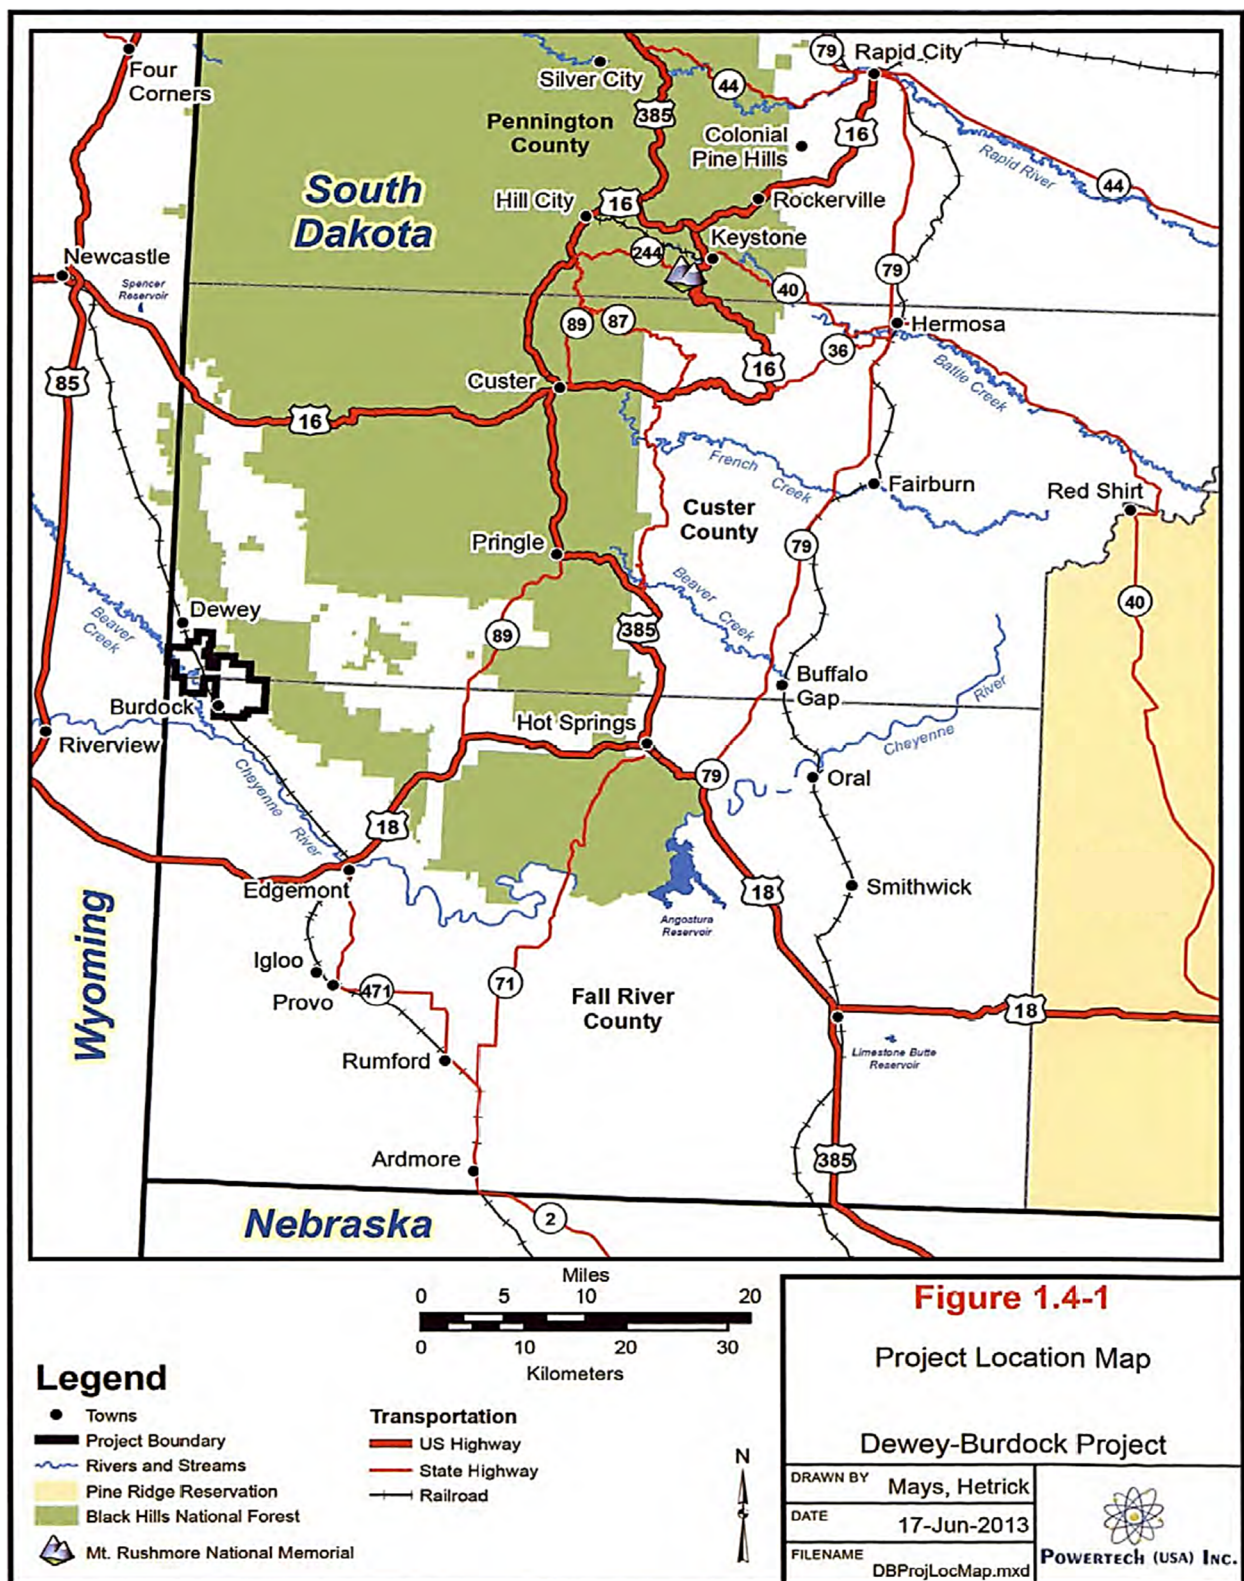 79
Rapid City
Four
Corners
Silver City
44
385
Pennington
County
Colonial
Pine Hills
16
Rapid River
44
South
Dakota
Hill City
16
Rockerville
Keystone
244
Newcastle
Spencer
Reservoir
79
40
89
87
Hermosa
36
85
Custer
16
Battle Creek
16
French
Creek
Fairburn
Red Shirt
Custer
County
79
Pringle
Beaver
Creek
40
Dewey
Beaver
Creek
89
385
Buffalo
Gap
River
Burdock
Hot Springs
Riverview
Cheyenne
Cheyenne
River
79
Oral
18
Edgemont
18
Smithwick
Angostura
Reservoir
Wyoming
Igloo
Provo
471
71
Fall River
County
18
Rumford
Limestone Butte
Reservoir
Ardmore
385
Nebraska
2
Miles
0 5 10 20
0 10 20 30
Kilometers
Legend
Towns
Project Boundary
Rivers and Streams
Pine Ridge Reservation
Black Hills National Forest
Mt. Rushmore National Memorial
Transportation
US Highway
State Highway
Railroad
N
Figure 1.4-1
Project Location Map
Dewey-Burdock Project
DRAWN BY Mays, Hetrick
DATE 17-Jun-2013
FILENAME DBProjLocMap.mxd
POWERTECH (USA) INC.